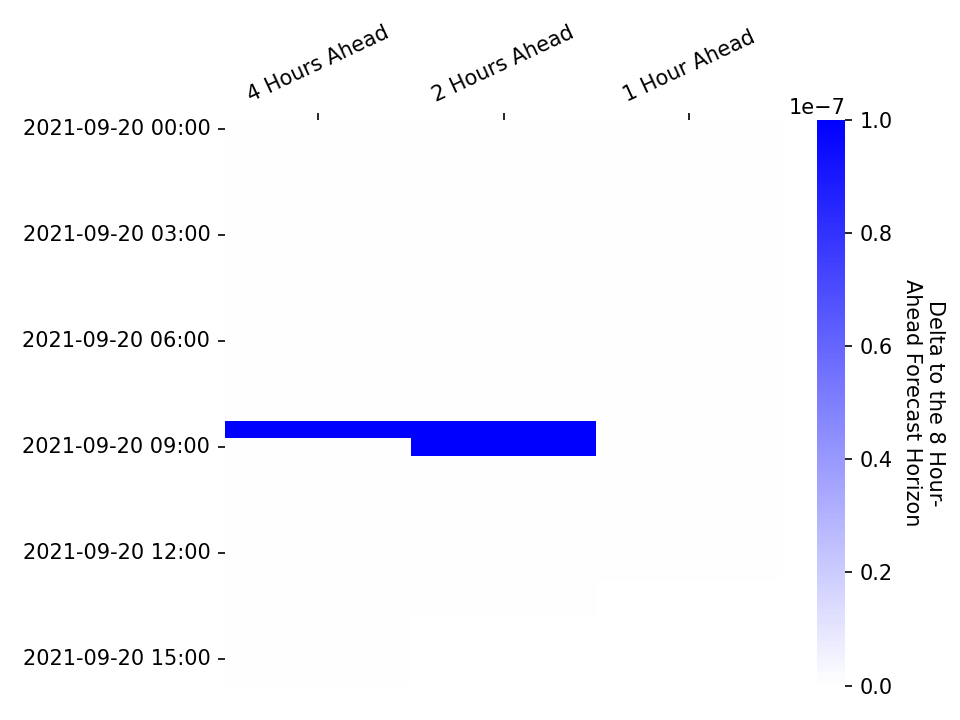 4 Hours Ahead
2 Hours Ahead
1 Hour Ahead
1e−7
2021-09-20 00:00
2021-09-20 03:00
2021-09-20 06:00
2021-09-20 09:00
2021-09-20 12:00
2021-09-20 15:00
1.0
0.8
0.6
0.4
0.2
0.0
Delta to the 8 Hour-
Ahead Forecast Horizon